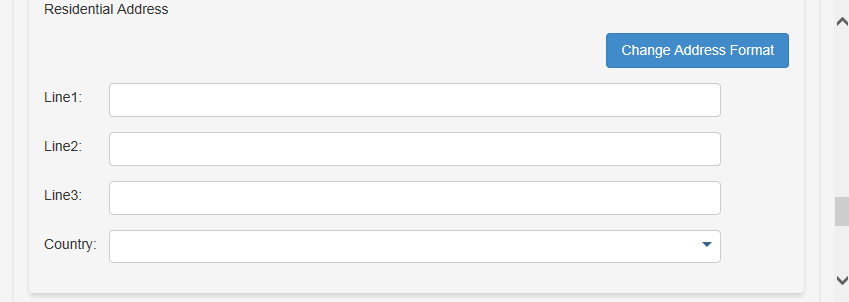 Residential Address
Change Address Format
Line1:
Line2:
Line3:
Country: